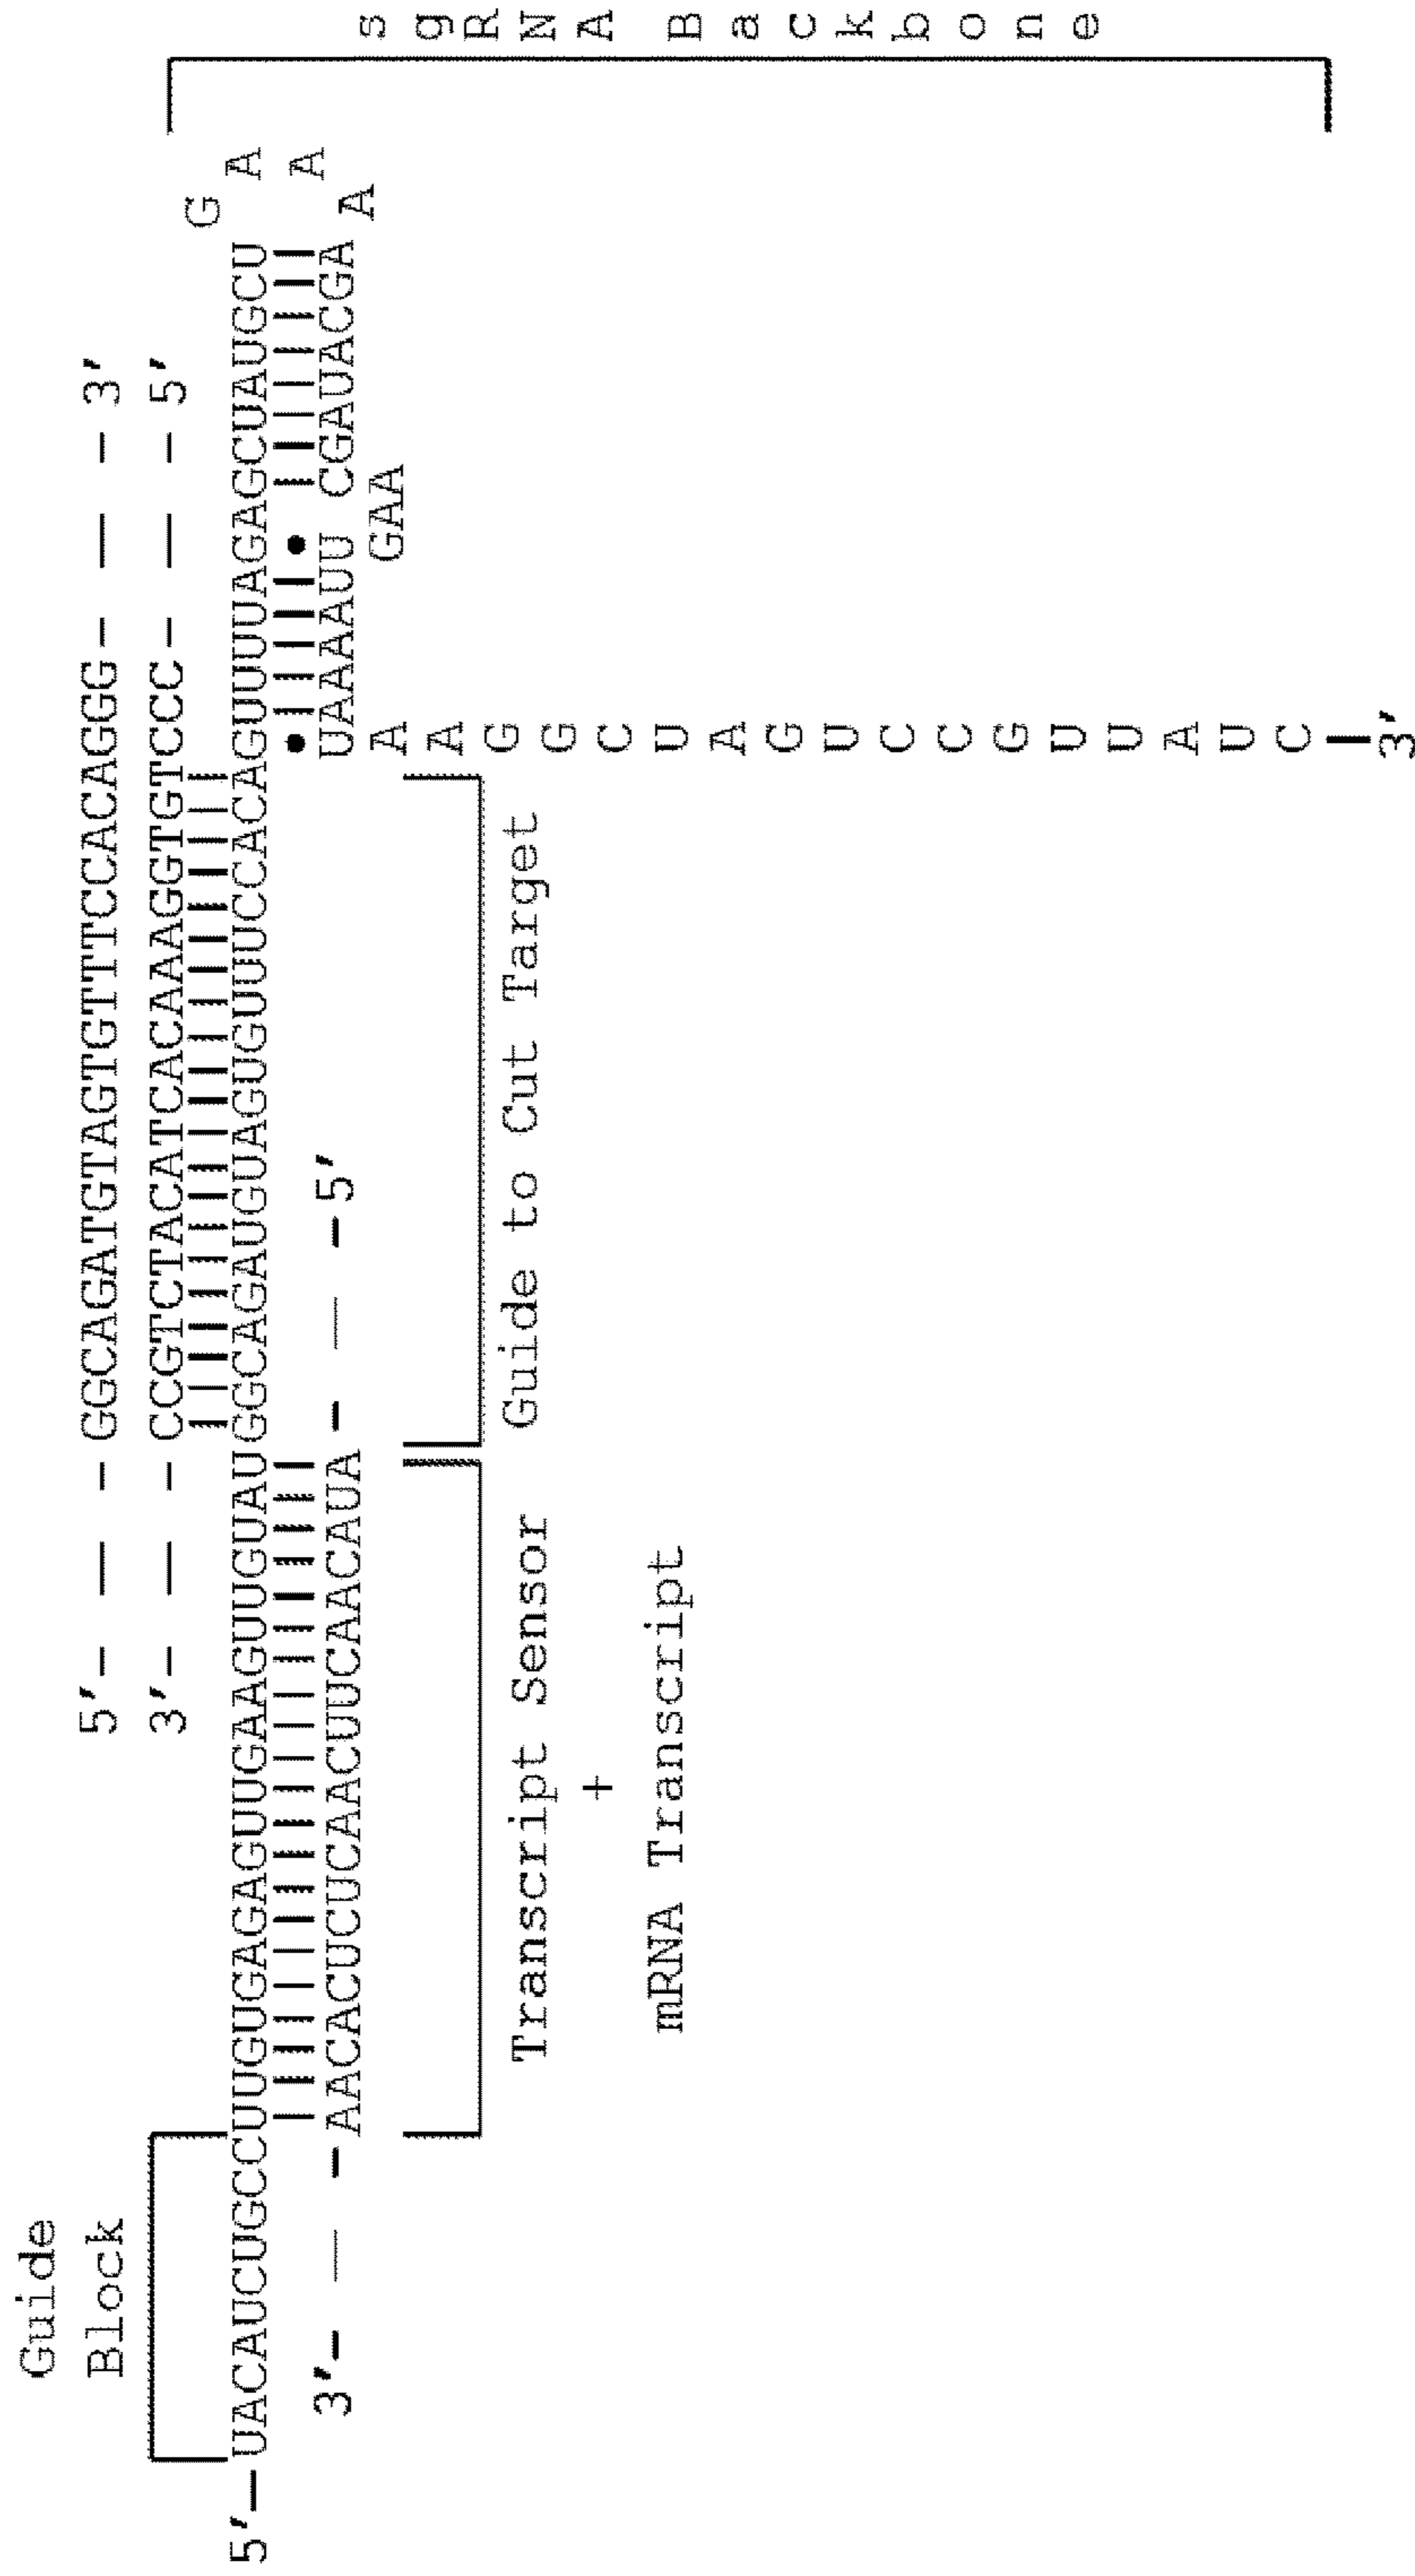 Guide
Block
5'— — — GGCAGATGTAGTGTTTCCACAGGG — — — 3'
3'— — — CCGTCTACATCACAAAGGTGTCCC — — — 5'
G
A
A
A
5'—UACAUCUGCCUUGUGAGAGUUGAAGUUGUAUGGCAGAUGUAGUGUUUCCACAGUUUUAGAGCUAUGCU
3'— — — AACACUCUCAACUUCAACAUA — — —5'
UAAAAUU CGAUACGA
GAA
AAGGCUAGUCCGUUAUC
3'
Transcript Sensor
+
mRNA Transcript
Guide to Cut Target
sgRNA Backbone